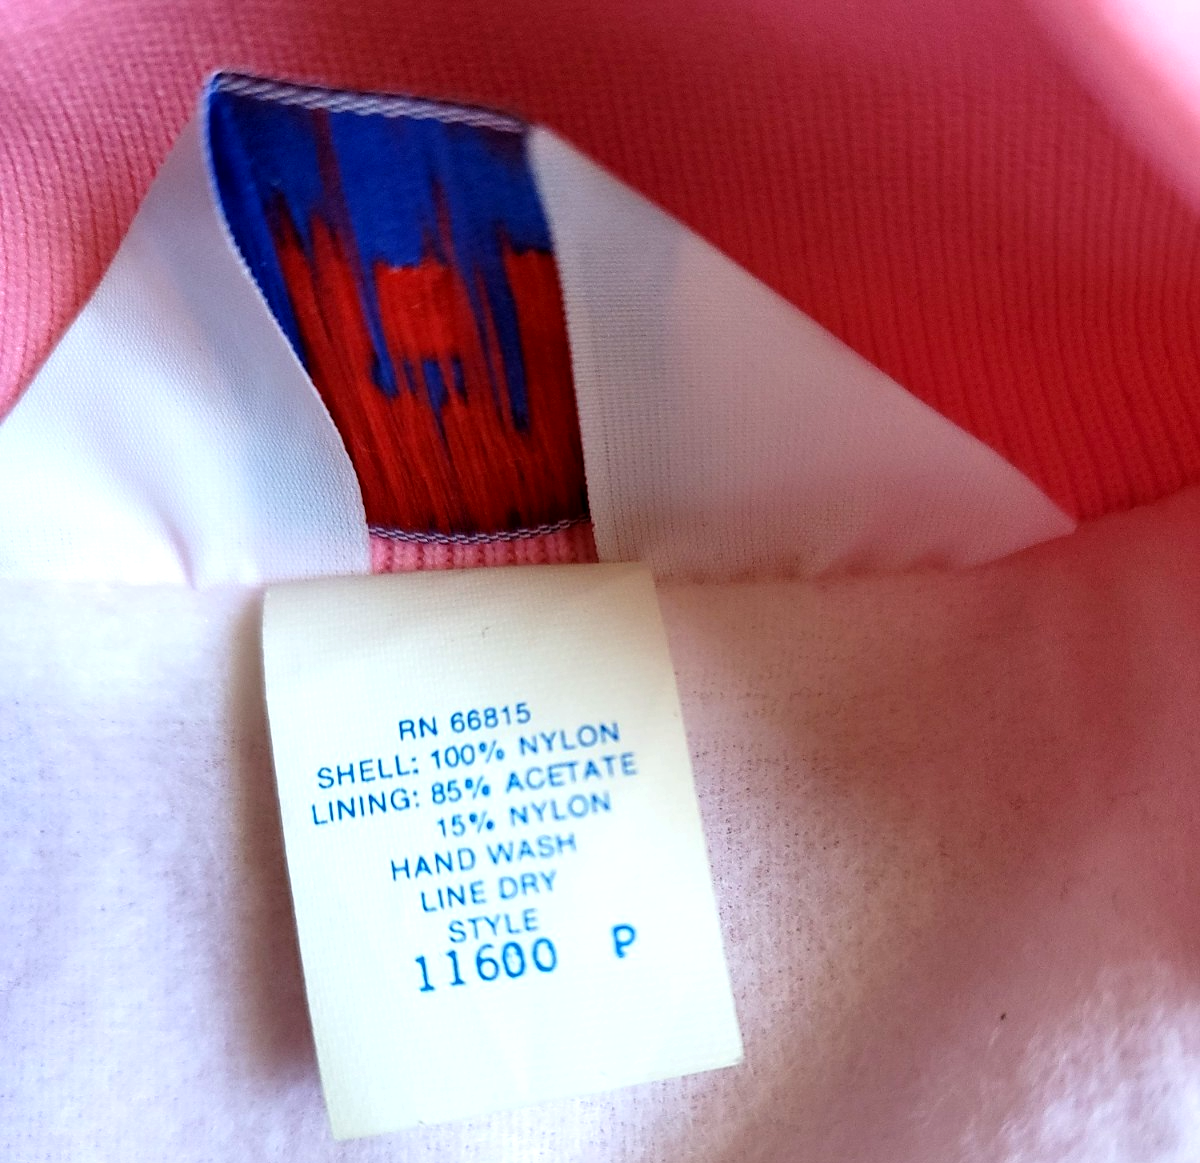 RN 66815
SHELL: 100% NYLON
LINING: 85% ACETATE
15% NYLON
HAND WASH
LINE DRY
STYLE
11600 P